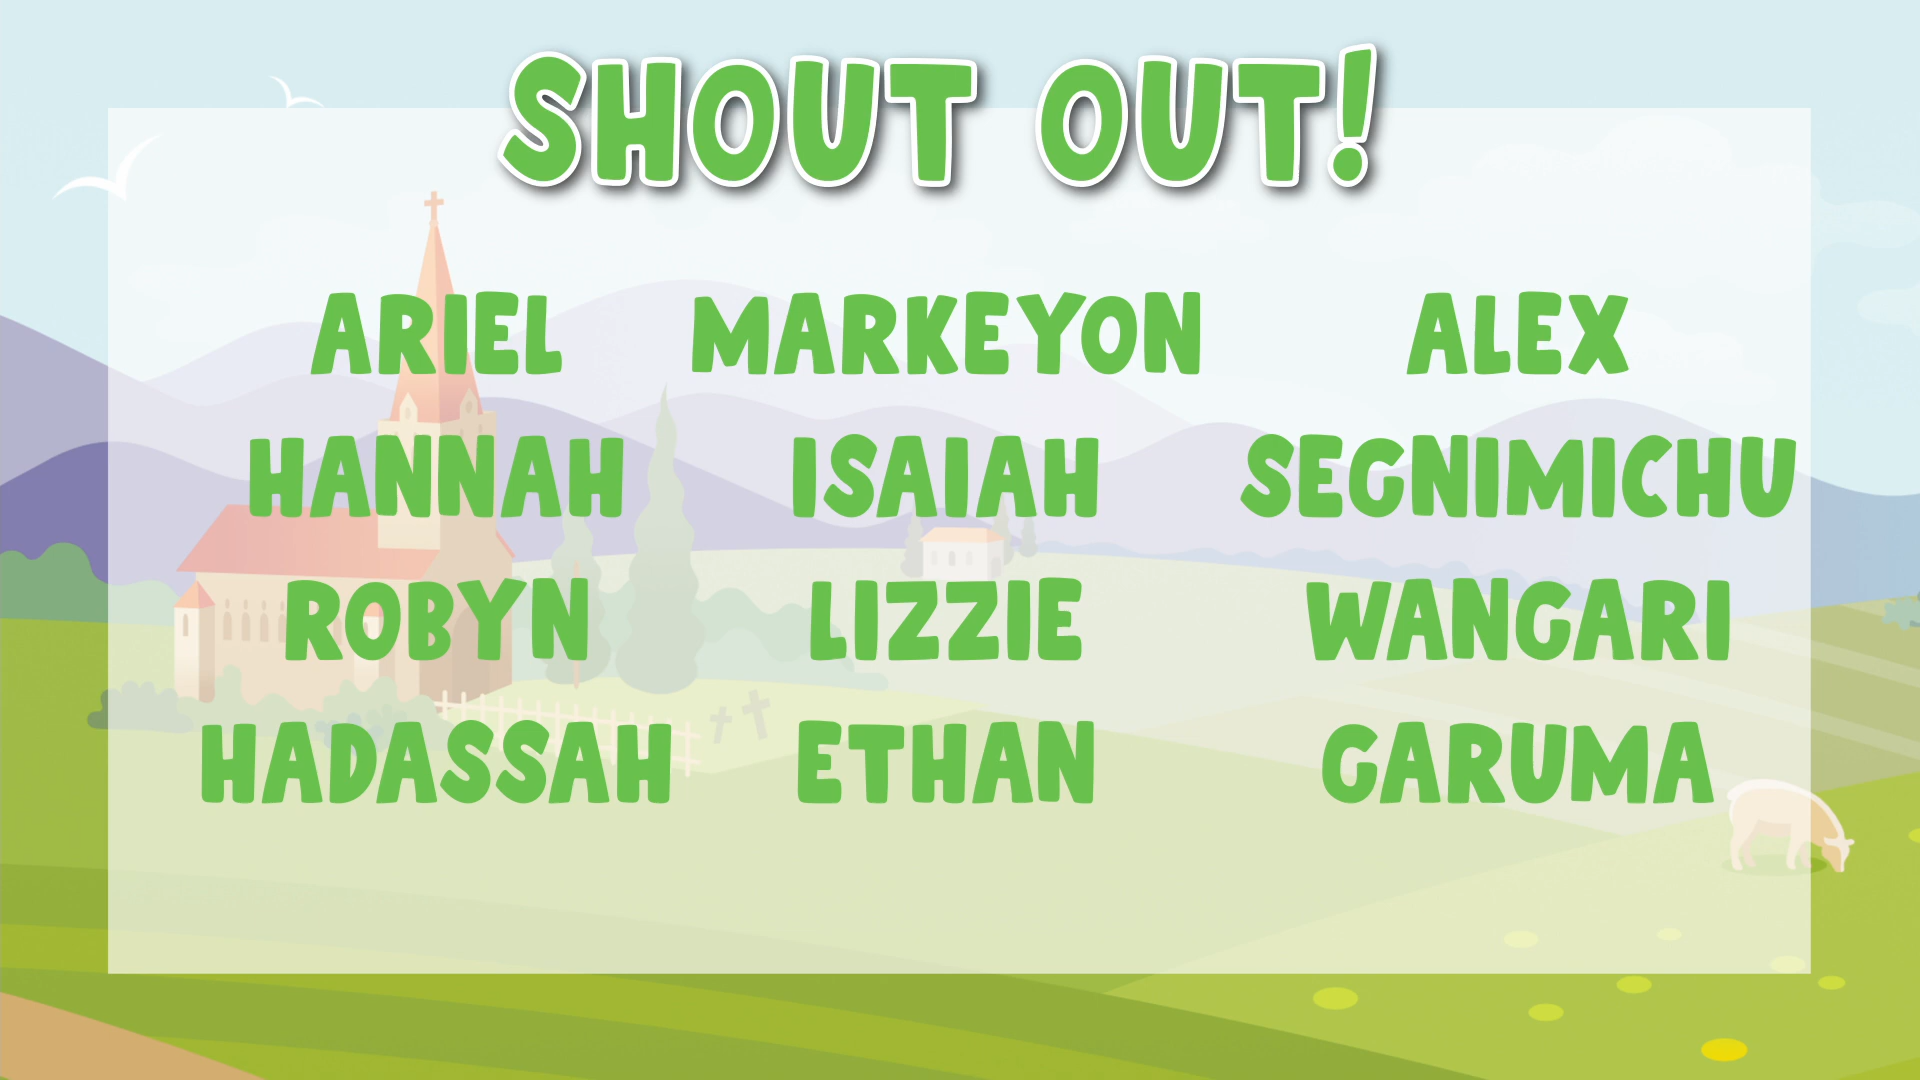 SHOUT OUT!
ARIEL MARKEYON ALEX
HANNAH ISAIAH SEGNIMICHU
ROBYN LIZZIE WANGARI
HADASSAH ETHAN GARUMA